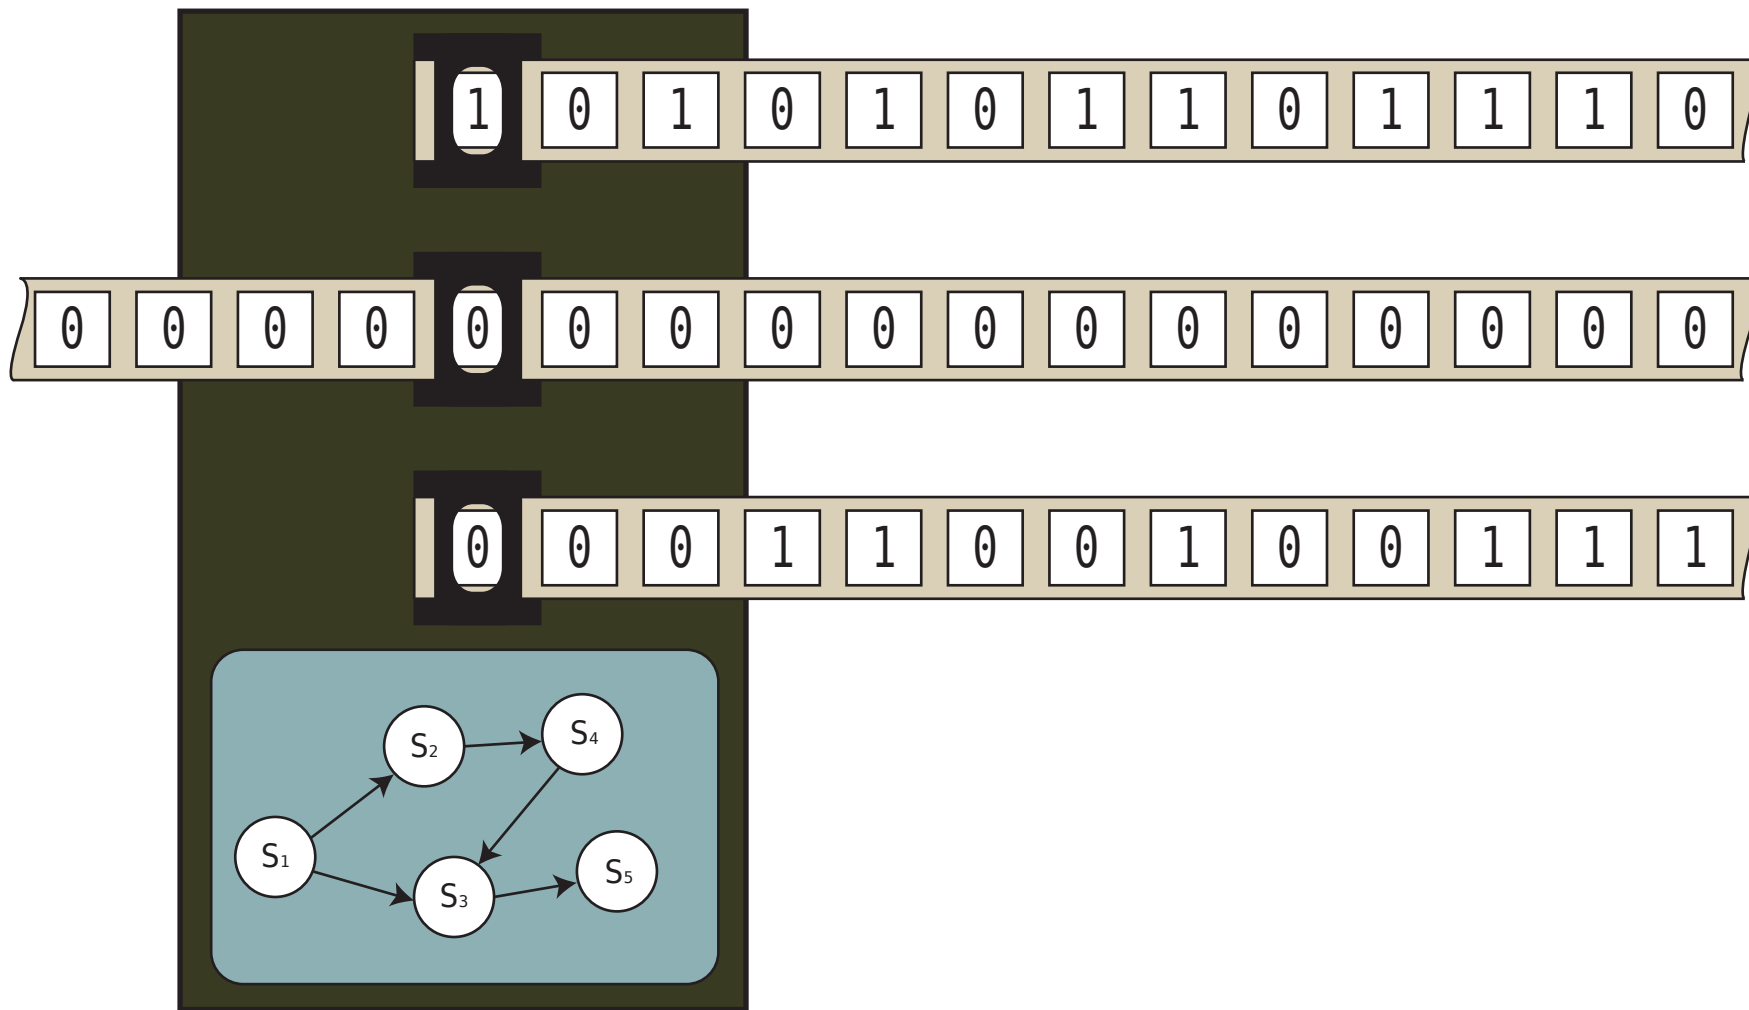 1 0 1 0 1 0 1 1 0 1 1 1 0
0 0 0 0 0 0 0 0 0 0 0 0 0 0 0 0 0
0 0 0 1 1 0 0 1 0 0 1 1 1
S2 S4
S1 S3 S5